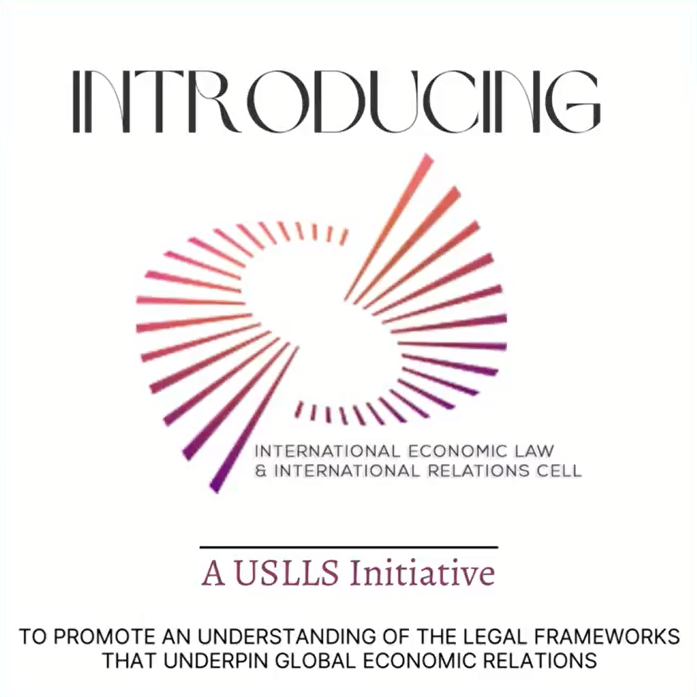 INTRODUCING
INTERNATIONAL ECONOMIC LAW
& INTERNATIONAL RELATIONS CELL
A USLLS Initiative
TO PROMOTE AN UNDERSTANDING OF THE LEGAL FRAMEWORKS
THAT UNDERPIN GLOBAL ECONOMIC RELATIONS